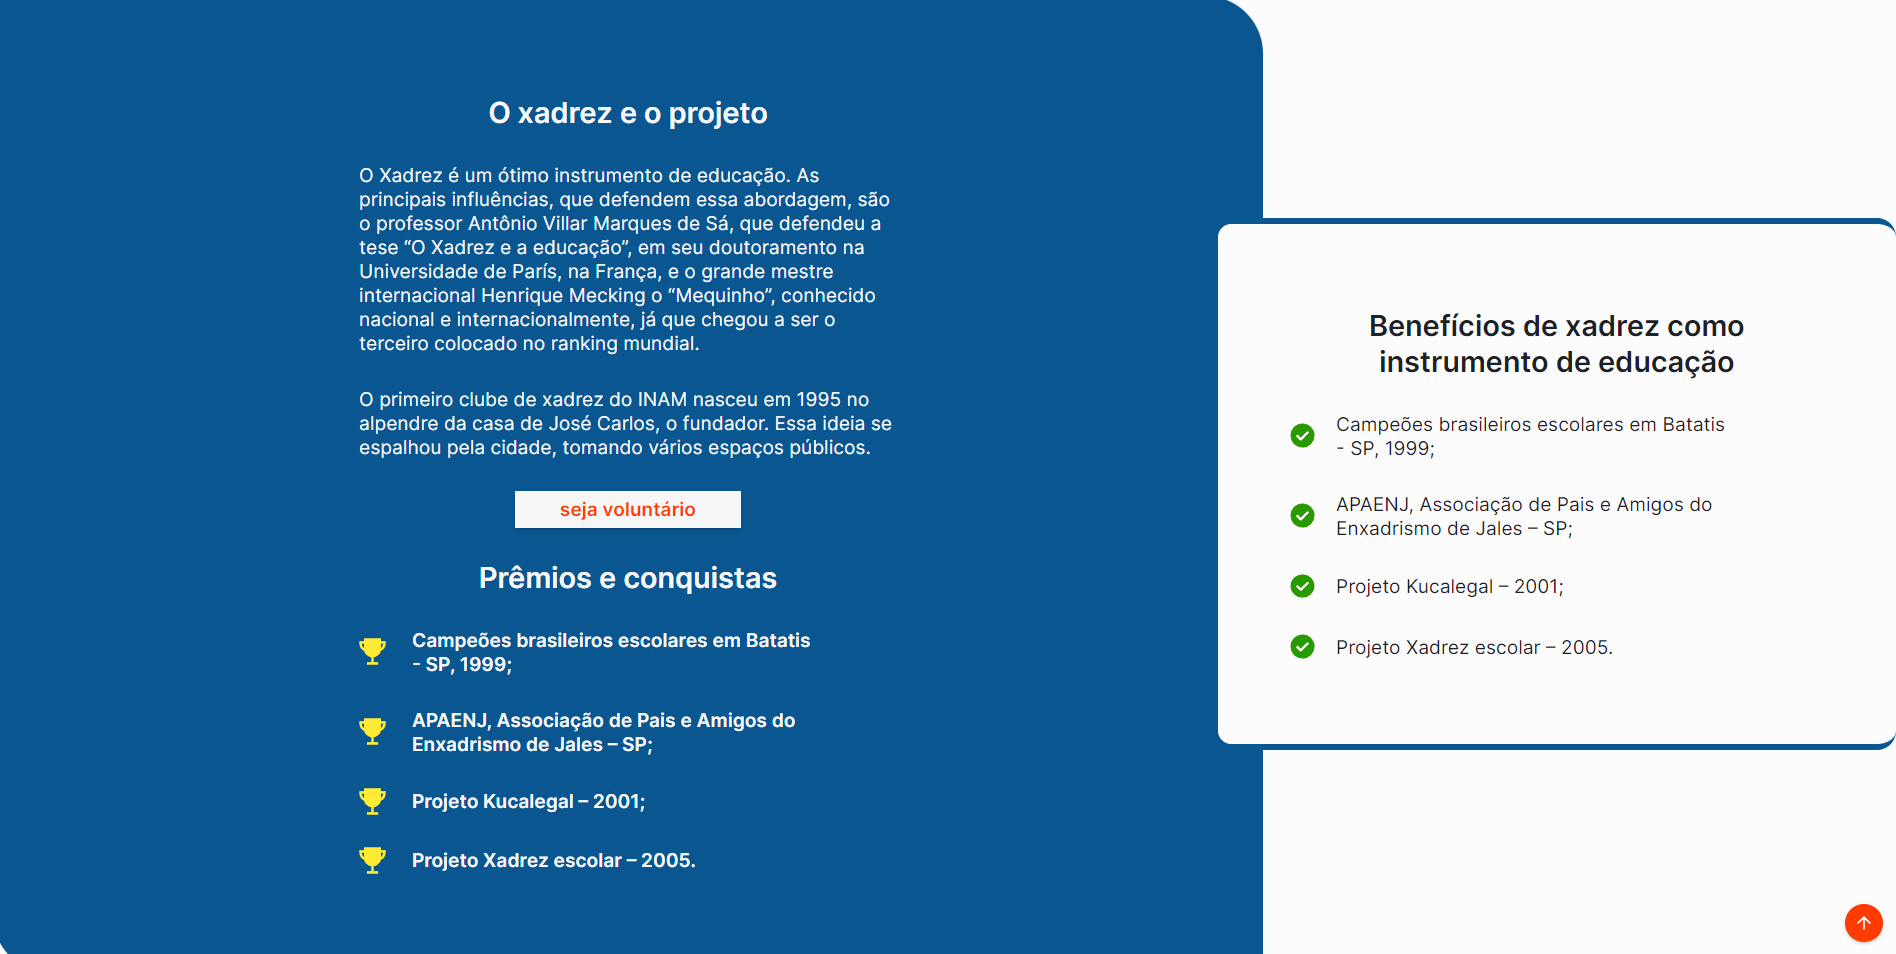 O xadrez e o projeto
O Xadrez é um ótimo instrumento de educação. As
principais influências, que defendem essa abordagem, são
o professor Antônio Villar Marques de Sá, que defendeu a
tese “O Xadrez e a educação”, em seu doutoramento na
Universidade de París, na França, e o grande mestre
internacional Henrique Mecking o “Mequinho”, conhecido
nacional e internacionalmente, já que chegou a ser o
terceiro colocado no ranking mundial.
O primeiro clube de xadrez do INAM nasceu em 1995 no
alpendre da casa de José Carlos, o fundador. Essa ideia se
espalhou pela cidade, tomando vários espaços públicos.
seja voluntário
Prêmios e conquistas
Campeões brasileiros escolares em Batatis
- SP, 1999;
APAENJ, Associação de Pais e Amigos do
Enxadrismo de Jales – SP;
Projeto Kucalegal – 2001;
Projeto Xadrez escolar – 2005.
Benefícios de xadrez como
instrumento de educação
Campeões brasileiros escolares em Batatis
- SP, 1999;
APAENJ, Associação de Pais e Amigos do
Enxadrismo de Jales – SP;
Projeto Kucalegal – 2001;
Projeto Xadrez escolar – 2005.